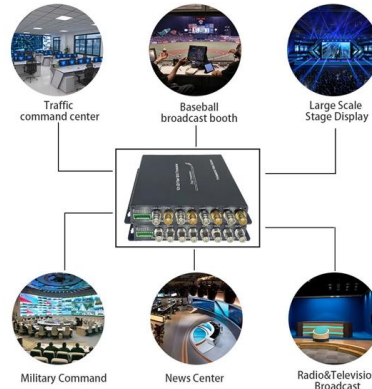 Traffic
command center
Baseball
broadcast booth
Large Scale
Stage Display
Military Command
News Center
Radio&Televisio
Broadcast